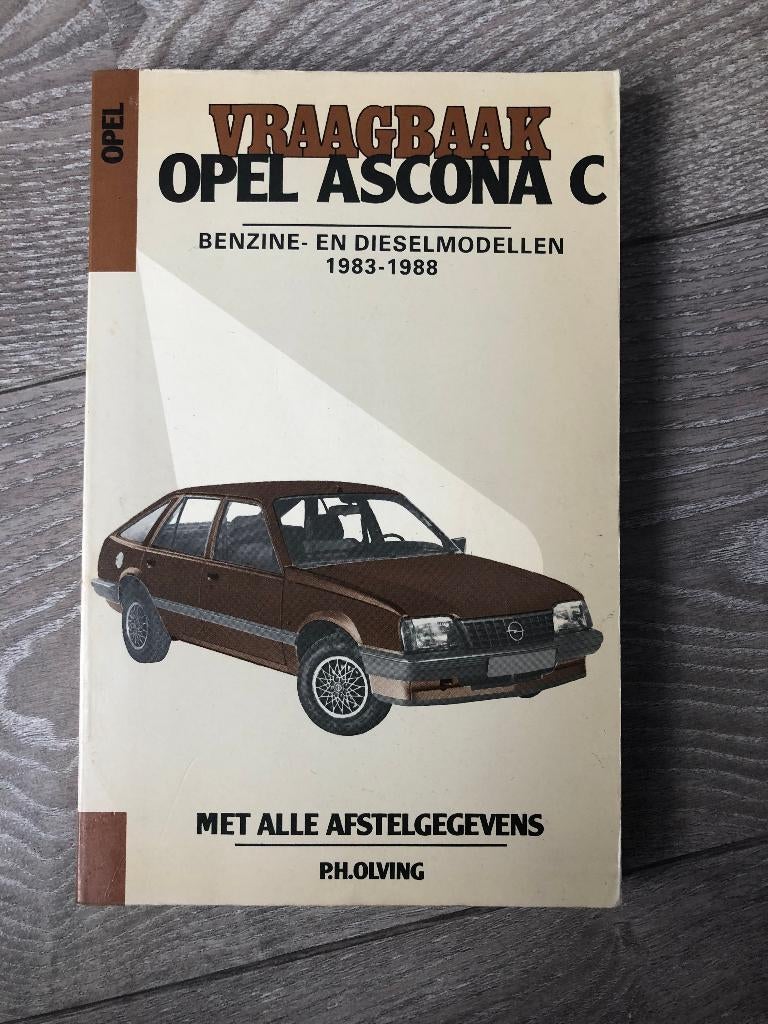 OPEL
VRAAGBAAK
OPEL ASCONA C
BENZINE- EN DIESELMODELLEN
1983-1988
MET ALLE AFSTELGEGEVENS
P.H.OLVING